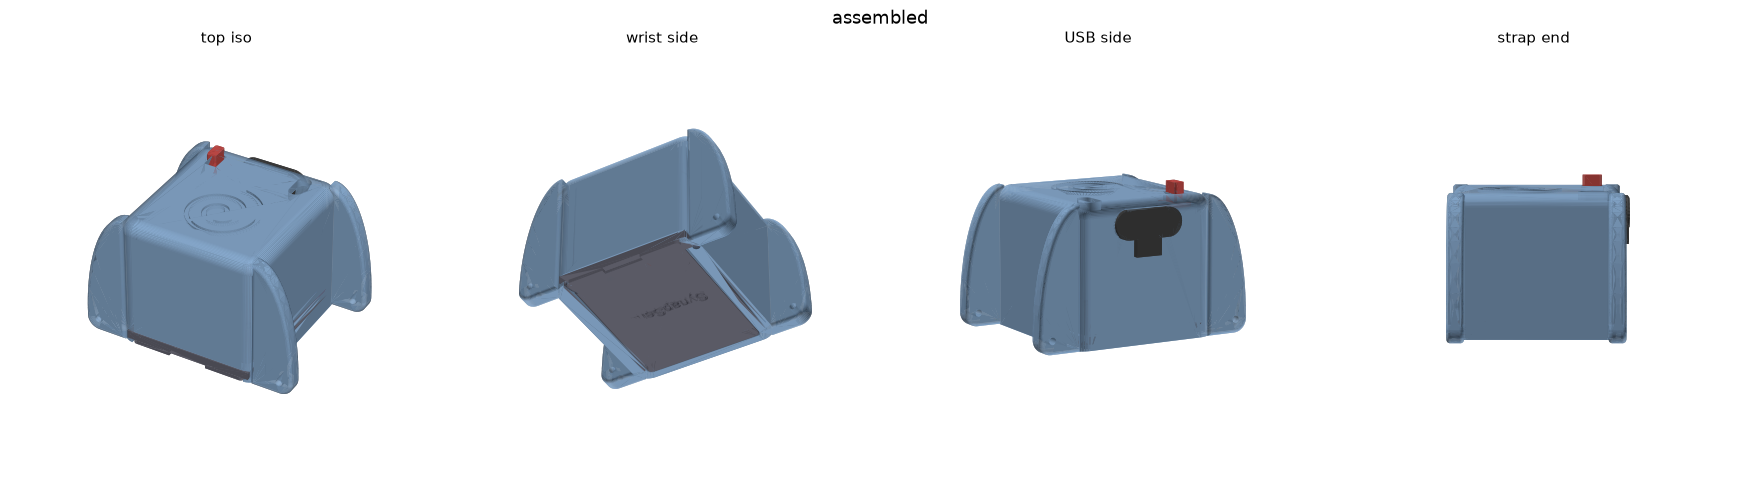 assembled
top iso
wrist side
USB side
strap end